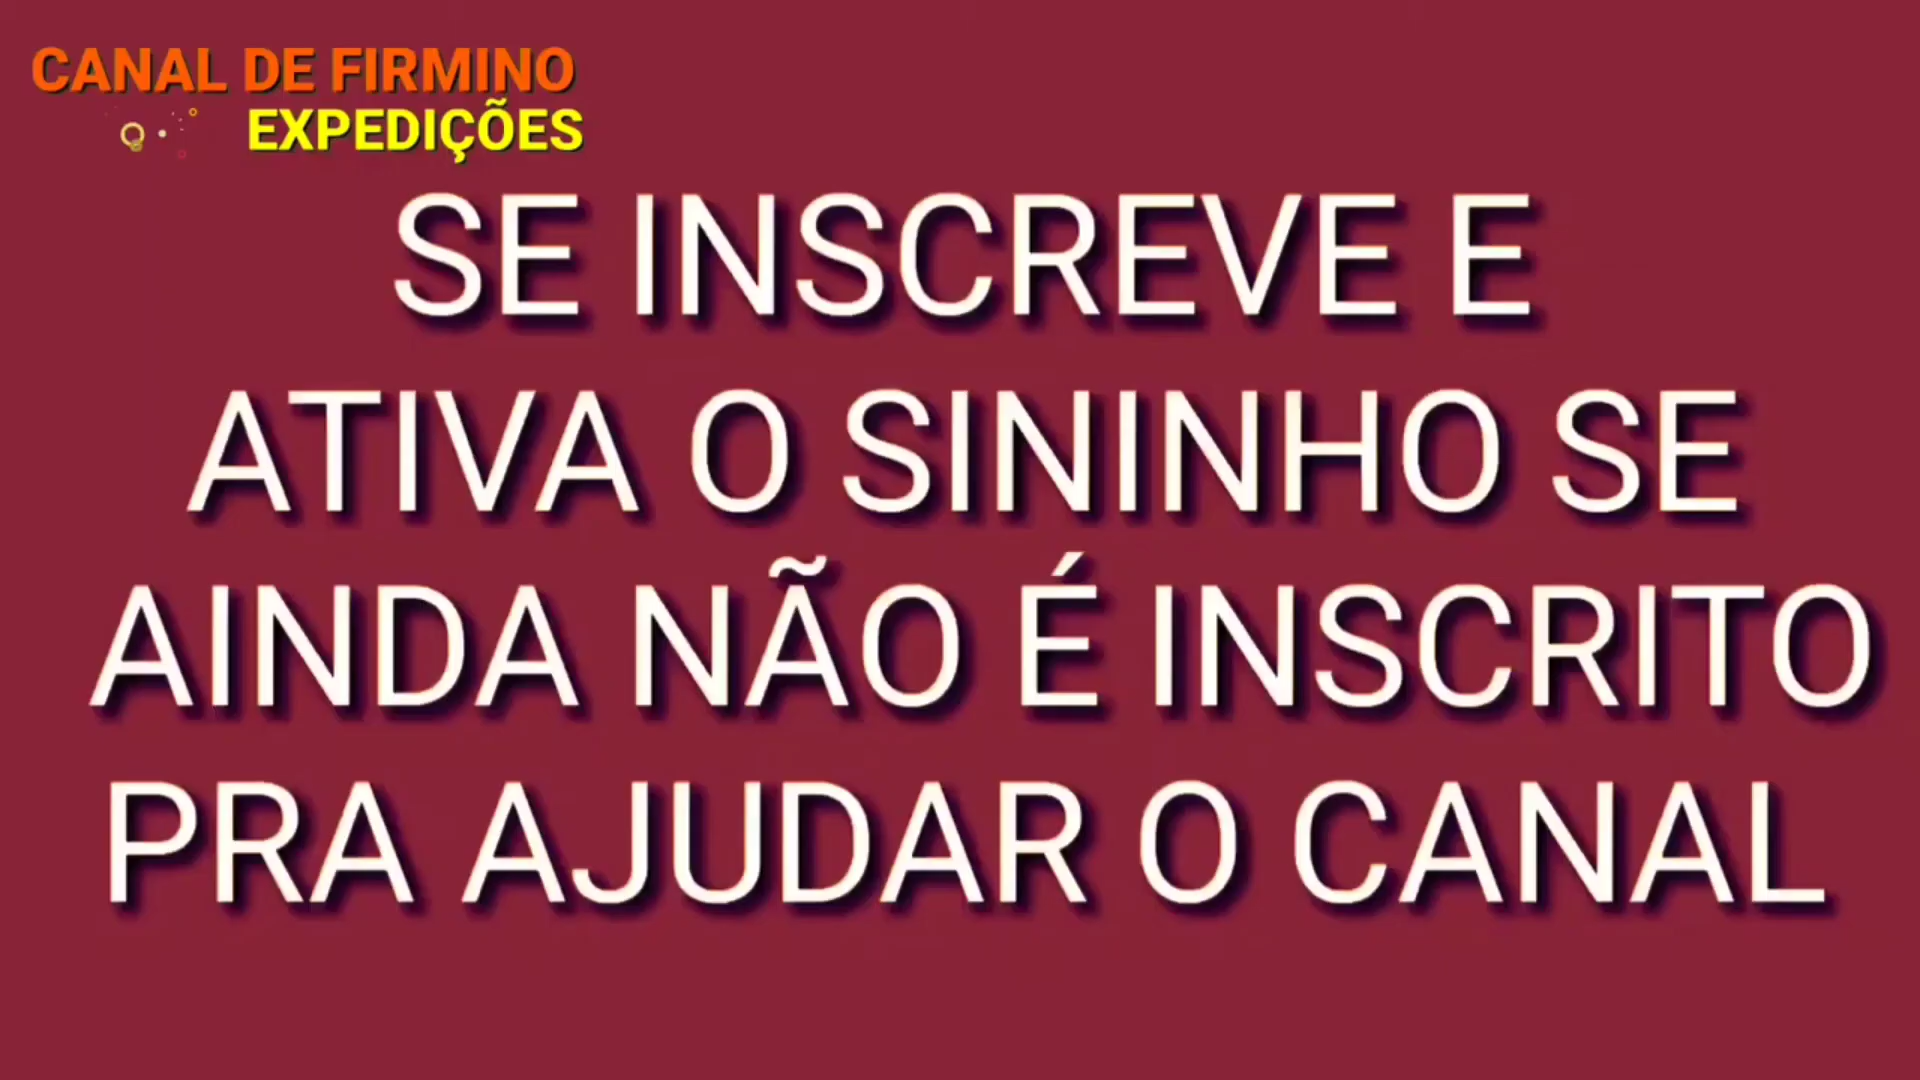 CANAL DE FIRMINO
EXPEDIÇÕES
SE INSCREVE E
ATIVA O SININHO SE
AINDA NÃO É INSCRITO
PRA AJUDAR O CANAL